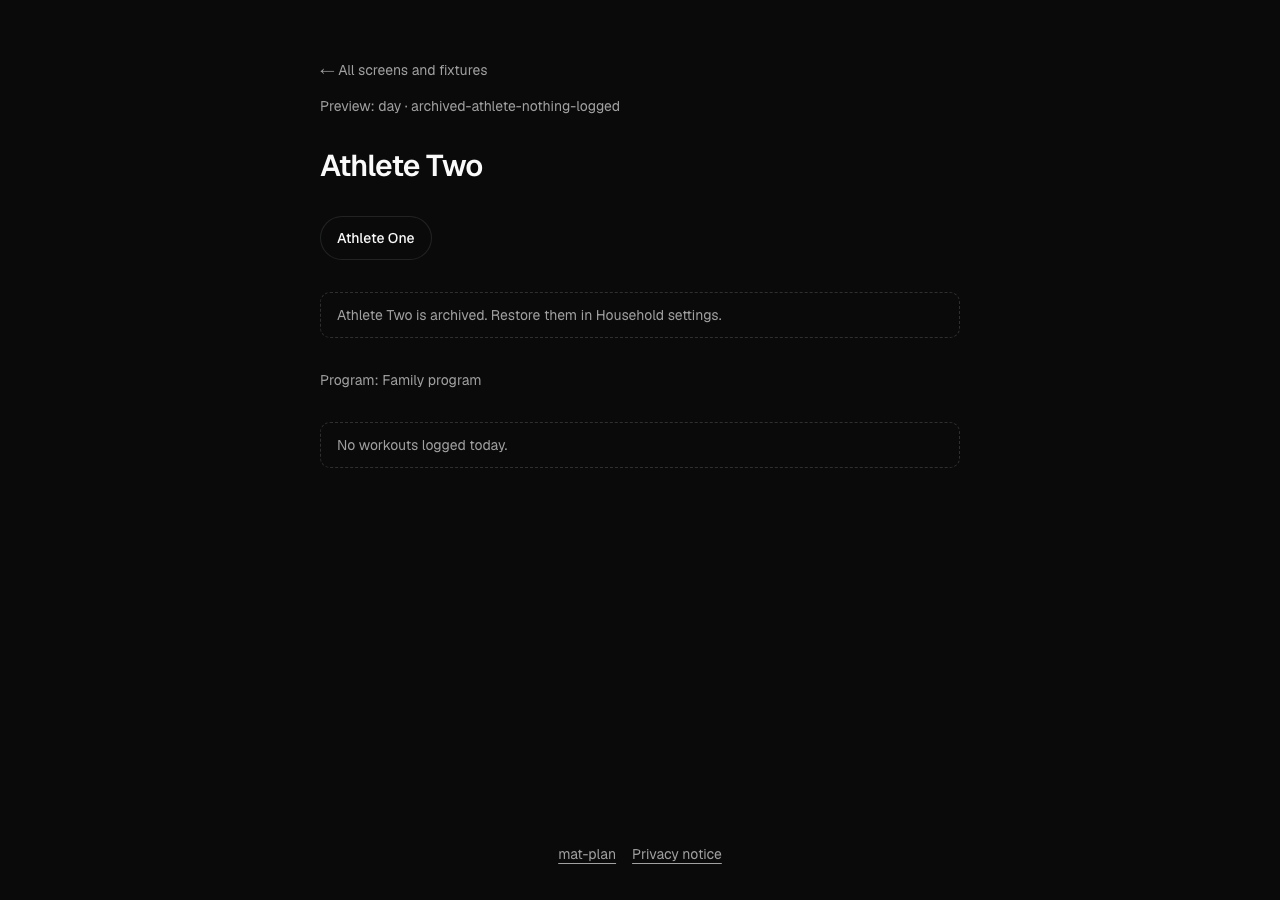 ← All screens and fixtures
Preview: day · archived-athlete-nothing-logged
Athlete Two
Athlete One
Athlete Two is archived. Restore them in Household settings.
Program: Family program
No workouts logged today.
mat-plan Privacy notice